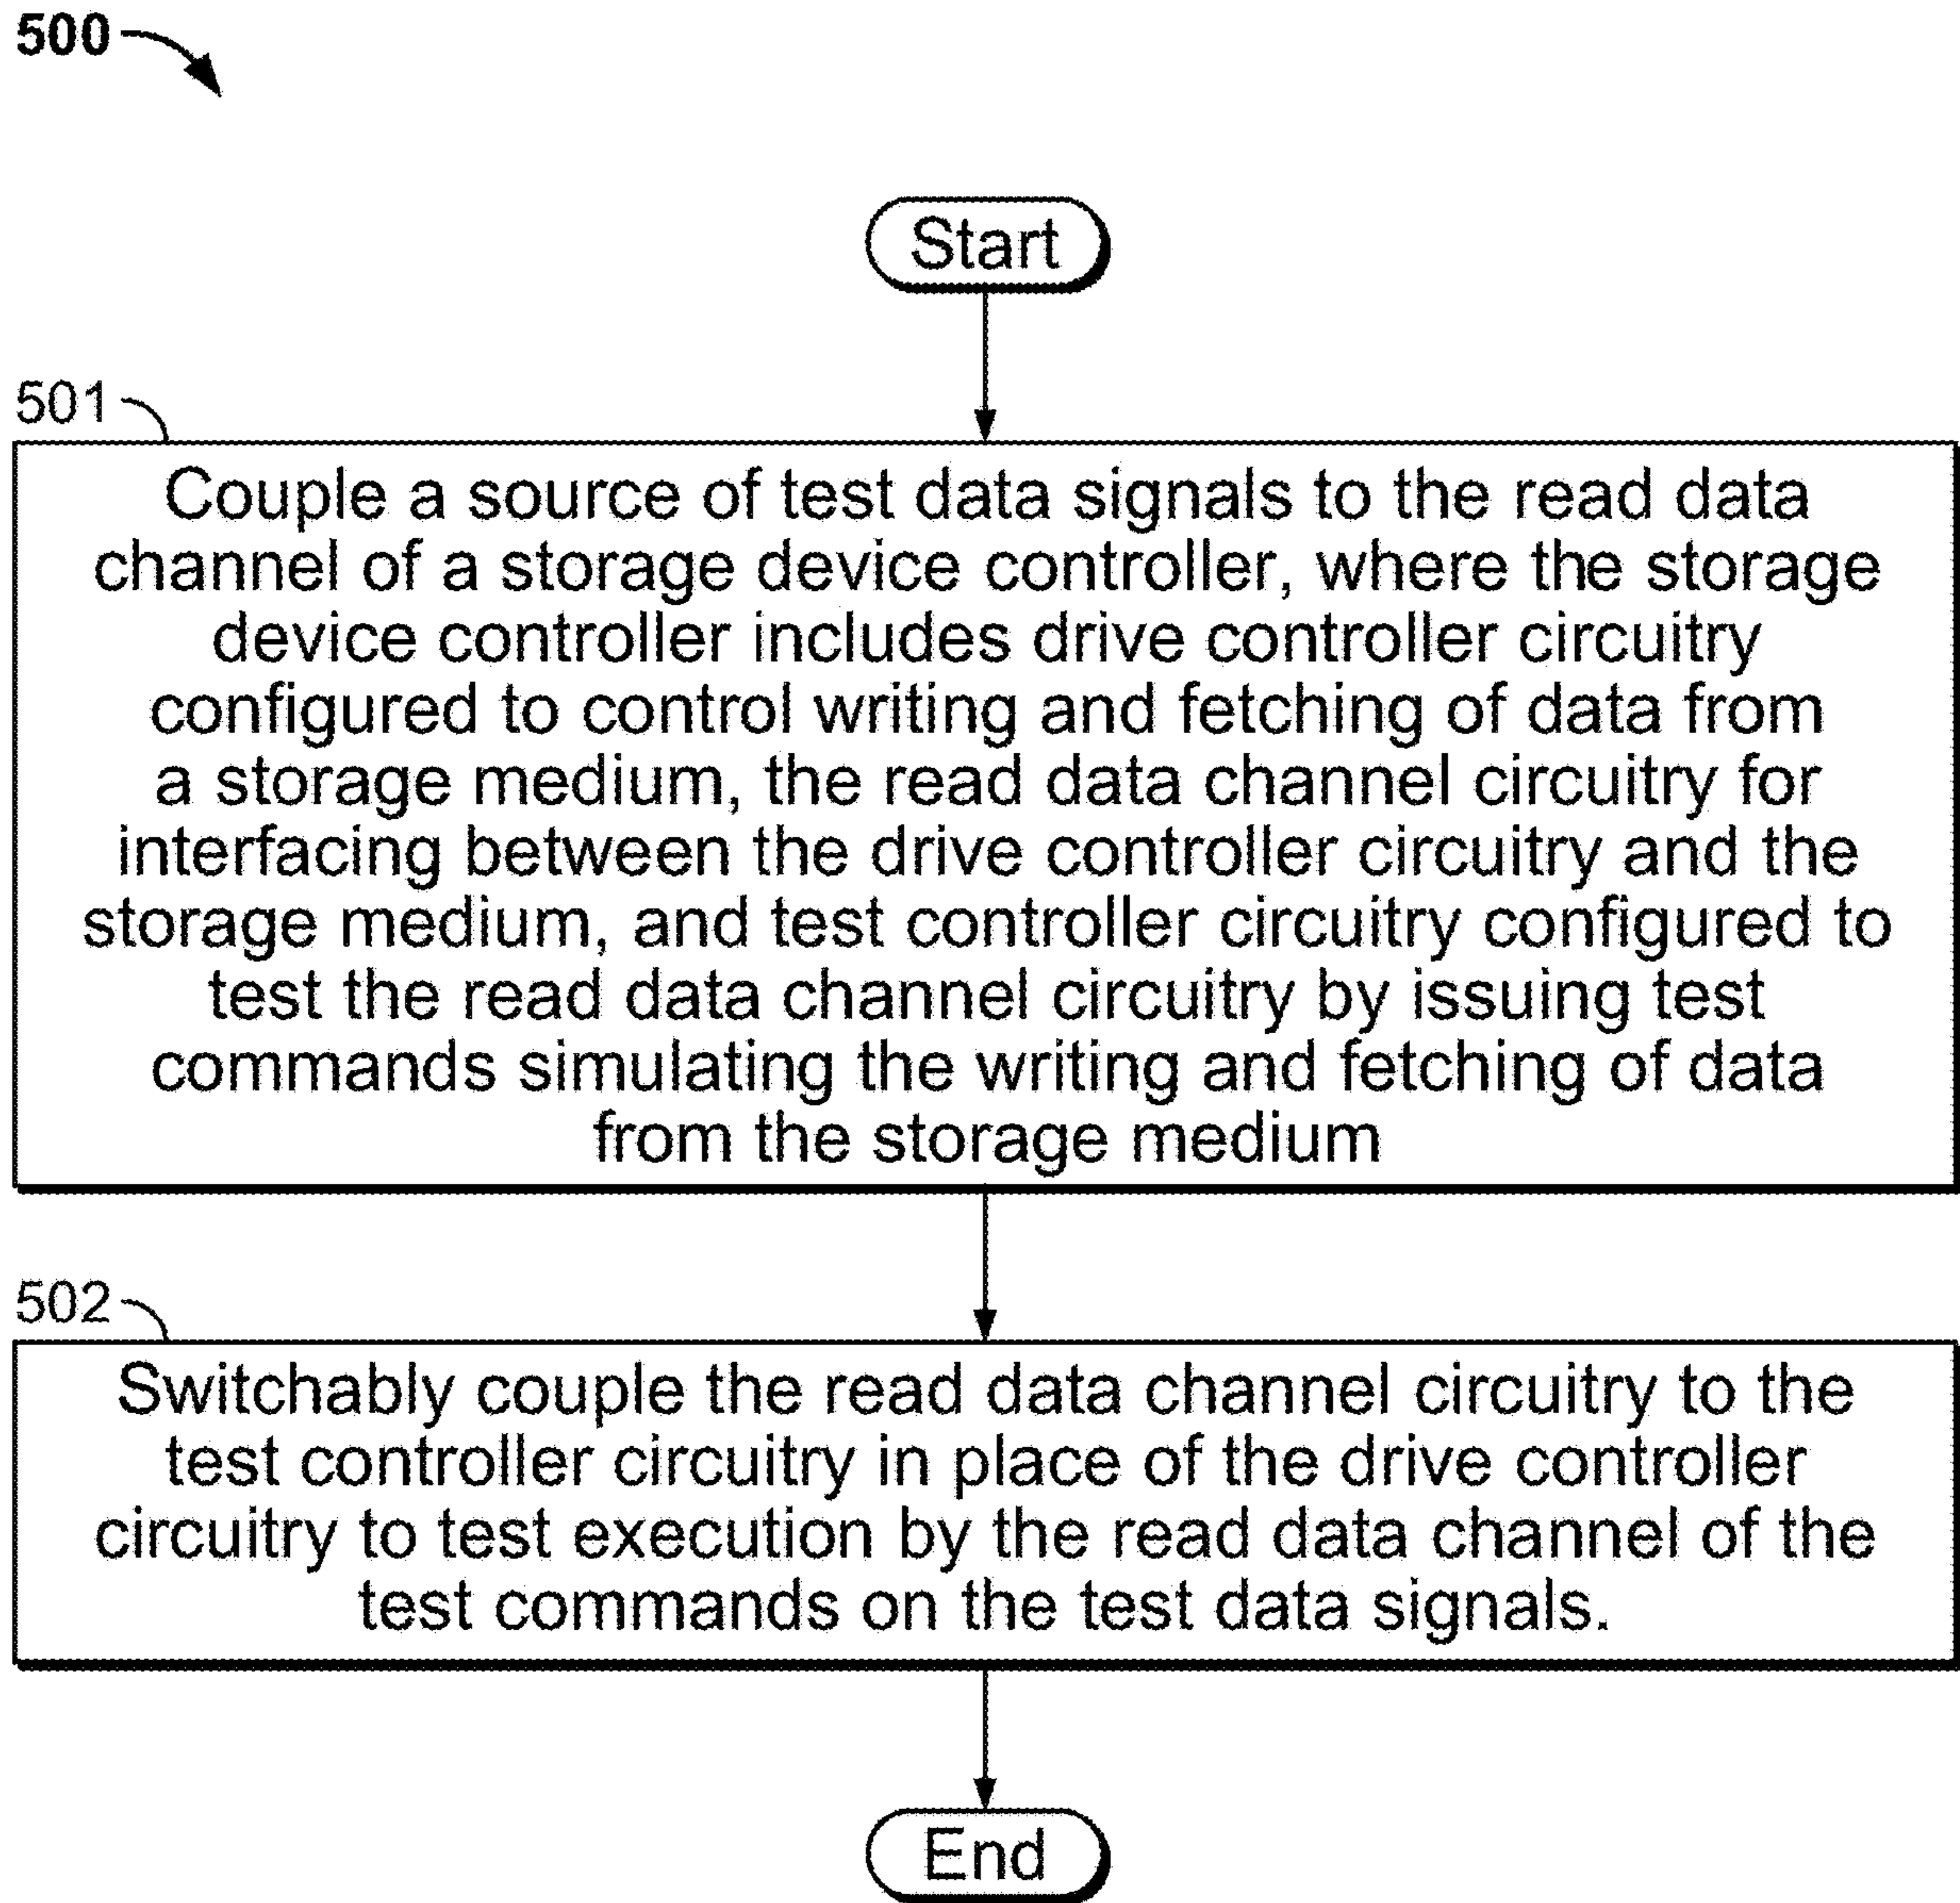 500
Start
501
Couple a source of test data signals to the read data
channel of a storage device controller, where the storage
device controller includes drive controller circuitry
configured to control writing and fetching of data from
a storage medium, the read data channel circuitry for
interfacing between the drive controller circuitry and the
storage medium, and test controller circuitry configured to
test the read data channel circuitry by issuing test
commands simulating the writing and fetching of data
from the storage medium
502
Switchably couple the read data channel circuitry to the
test controller circuitry in place of the drive controller
circuitry to test execution by the read data channel of the
test commands on the test data signals.
End